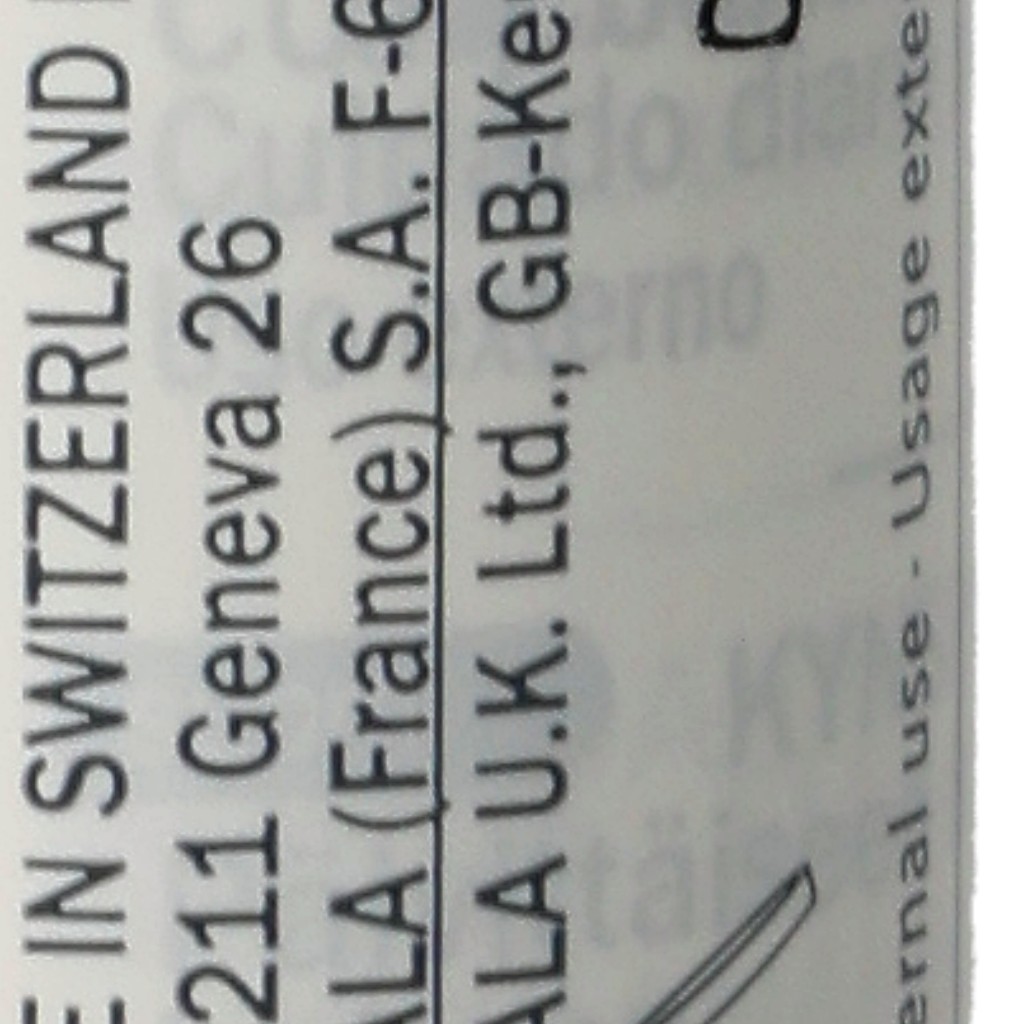 E IN SWITZERLAND
211 Geneva 26
ALA (France) S.A. F-6
ALA U.K. Ltd., GB-Ke
ernal use - Usage exte